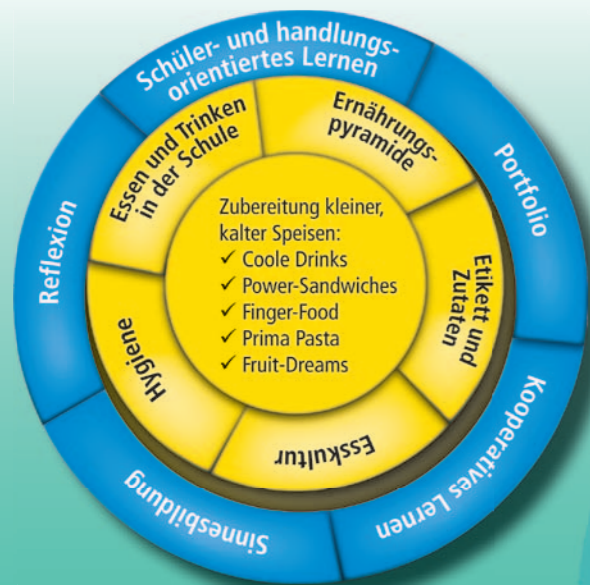 Schüler- und handlungs-
orientiertes Lernen
Portfolio
Kooperatives Lernen
Sinnesbildung
Reflexion
Essen und Trinken
in der Schule
Ernährungs-
pyramide
Etikett und
Zutaten
Esskultur
Hygiene
Zubereitung kleiner,
kalter Speisen:
✓ Coole Drinks
✓ Power-Sandwiches
✓ Finger-Food
✓ Prima Pasta
✓ Fruit-Dreams